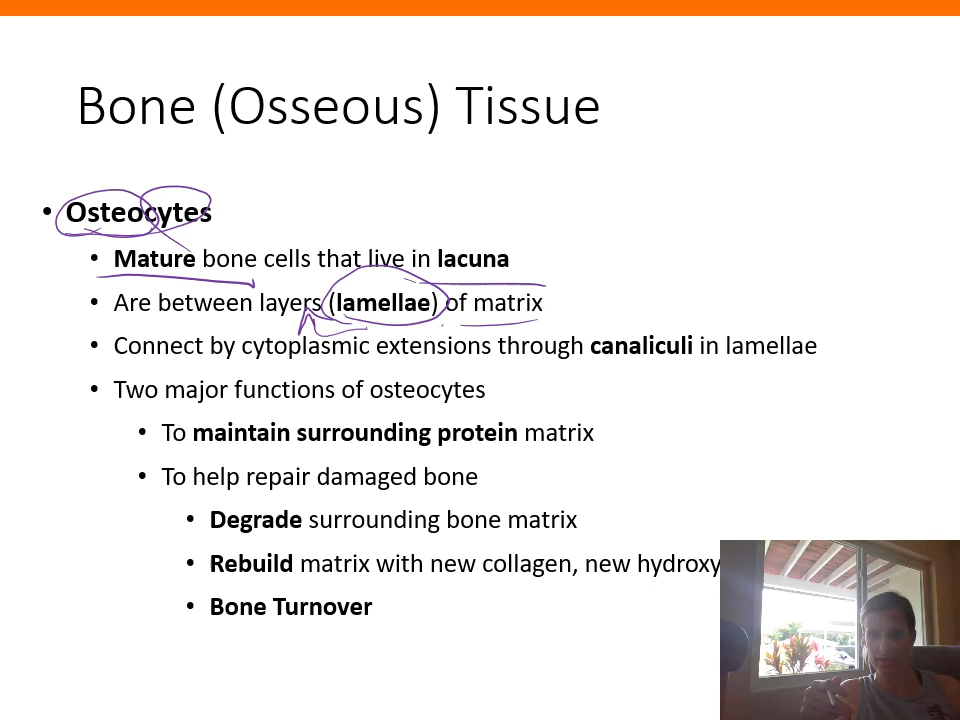 Bone (Osseous) Tissue
• Osteocytes
• Mature bone cells that live in lacuna
• Are between layers (lamellae) of matrix
• Connect by cytoplasmic extensions through canaliculi in lamellae
• Two major functions of osteocytes
• To maintain surrounding protein matrix
• To help repair damaged bone
• Degrade surrounding bone matrix
• Rebuild matrix with new collagen, new hydroxy
• Bone Turnover